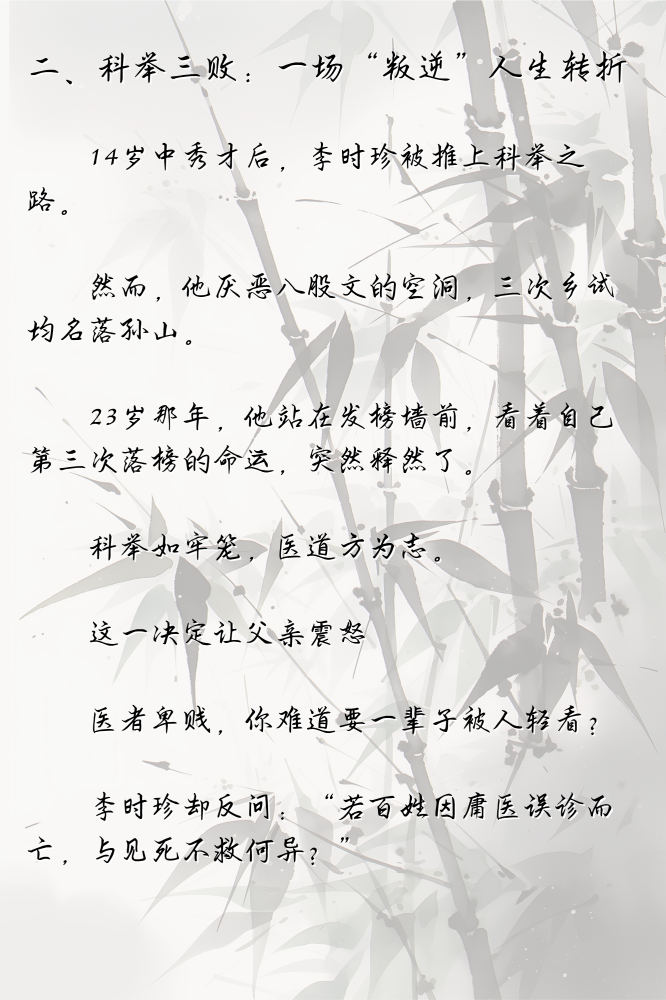 二、科举三败：一场“叛逆”人生转折
14岁中秀才后，李时珍被推上科举之
路。
然而，他厌恶八股文的空洞，三次乡试
均名落孙山。
23岁那年，他站在发榜墙前，看着自己
第三次落榜的命运，突然释然了。
科举如牢笼，医道方为志。
这一决定让父亲震怒
医者卑贱，你难道要一辈子被人轻看？
李时珍却反问：“若百姓因庸医误诊而
亡，与见死不救何异？”